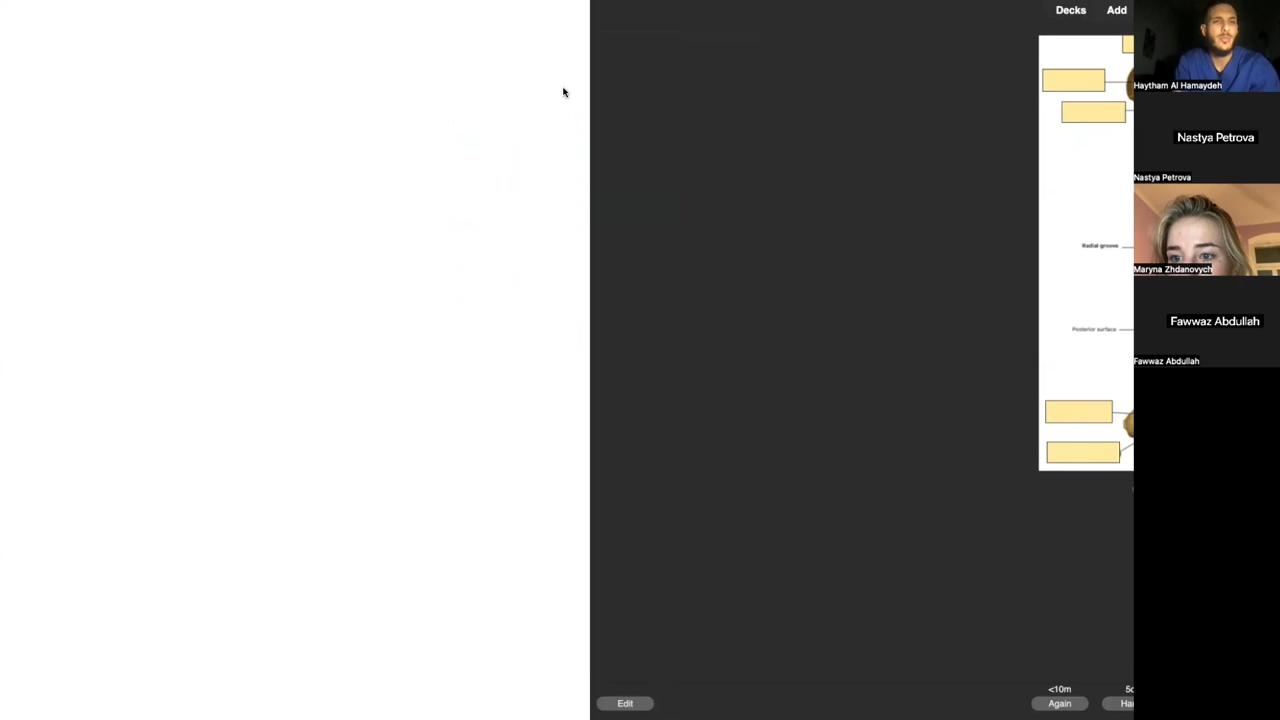 Decks Add
Haytham Al Hamaydeh
Nastya Petrova
Nastya Petrova
Radial groove
Maryna Zhdanovych
Fawwaz Abdullah
Posterior surface
Fawwaz Abdullah
<10m
Edit
Again